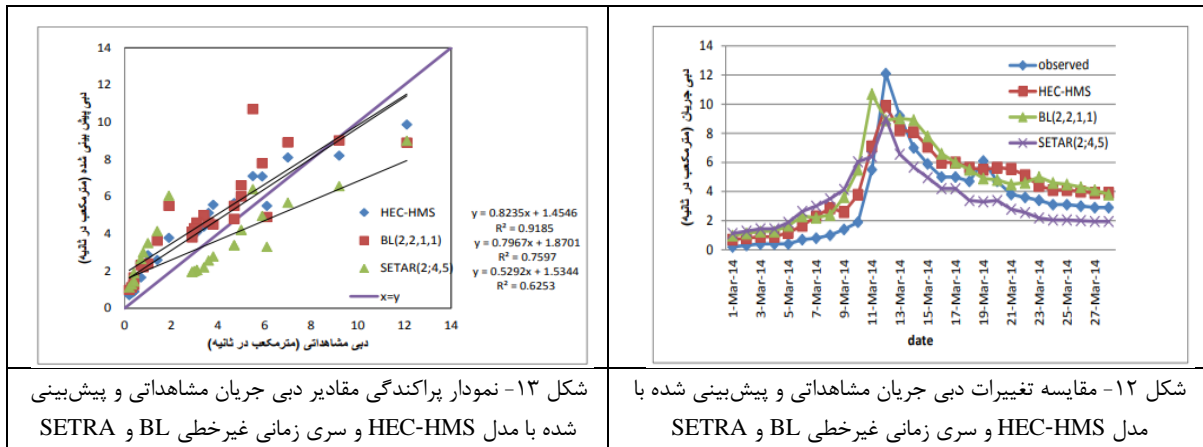 14
12
10
8
6
4
2
0
دبی جریان (مترمکعب در ثانیه)
observed
HEC-HMS
BL(2,2,1,1)
SETAR(2;4,5)
1-Mar-14
3-Mar-14
5-Mar-14
7-Mar-14
9-Mar-14
11-Mar-14
13-Mar-14
15-Mar-14
17-Mar-14
19-Mar-14
21-Mar-14
23-Mar-14
25-Mar-14
27-Mar-14
date
شکل ۱۲- مقایسه تغییرات دبی جریان مشاهداتی و پیش‌بینی شده با
مدل HEC-HMS و سری زمانی غیرخطی BL و SETRA
14
12
10
8
6
4
2
0
دبی پیش بینی شده (مترمکعب در ثانیه)
HEC-HMS
BL(2,2,1,1)
SETAR(2;4,5)
x=y
y = 0.8235x + 1.4546
R² = 0.9185
y = 0.7967x + 1.8701
R² = 0.7597
y = 0.5292x + 1.5344
R² = 0.6253
0 2 4 6 8 10 12 14
دبی مشاهداتی (مترمکعب در ثانیه)
شکل ۱۳- نمودار پراکندگی مقادیر دبی جریان مشاهداتی و پیش‌بینی
شده با مدل HEC-HMS و سری زمانی غیرخطی BL و SETRA